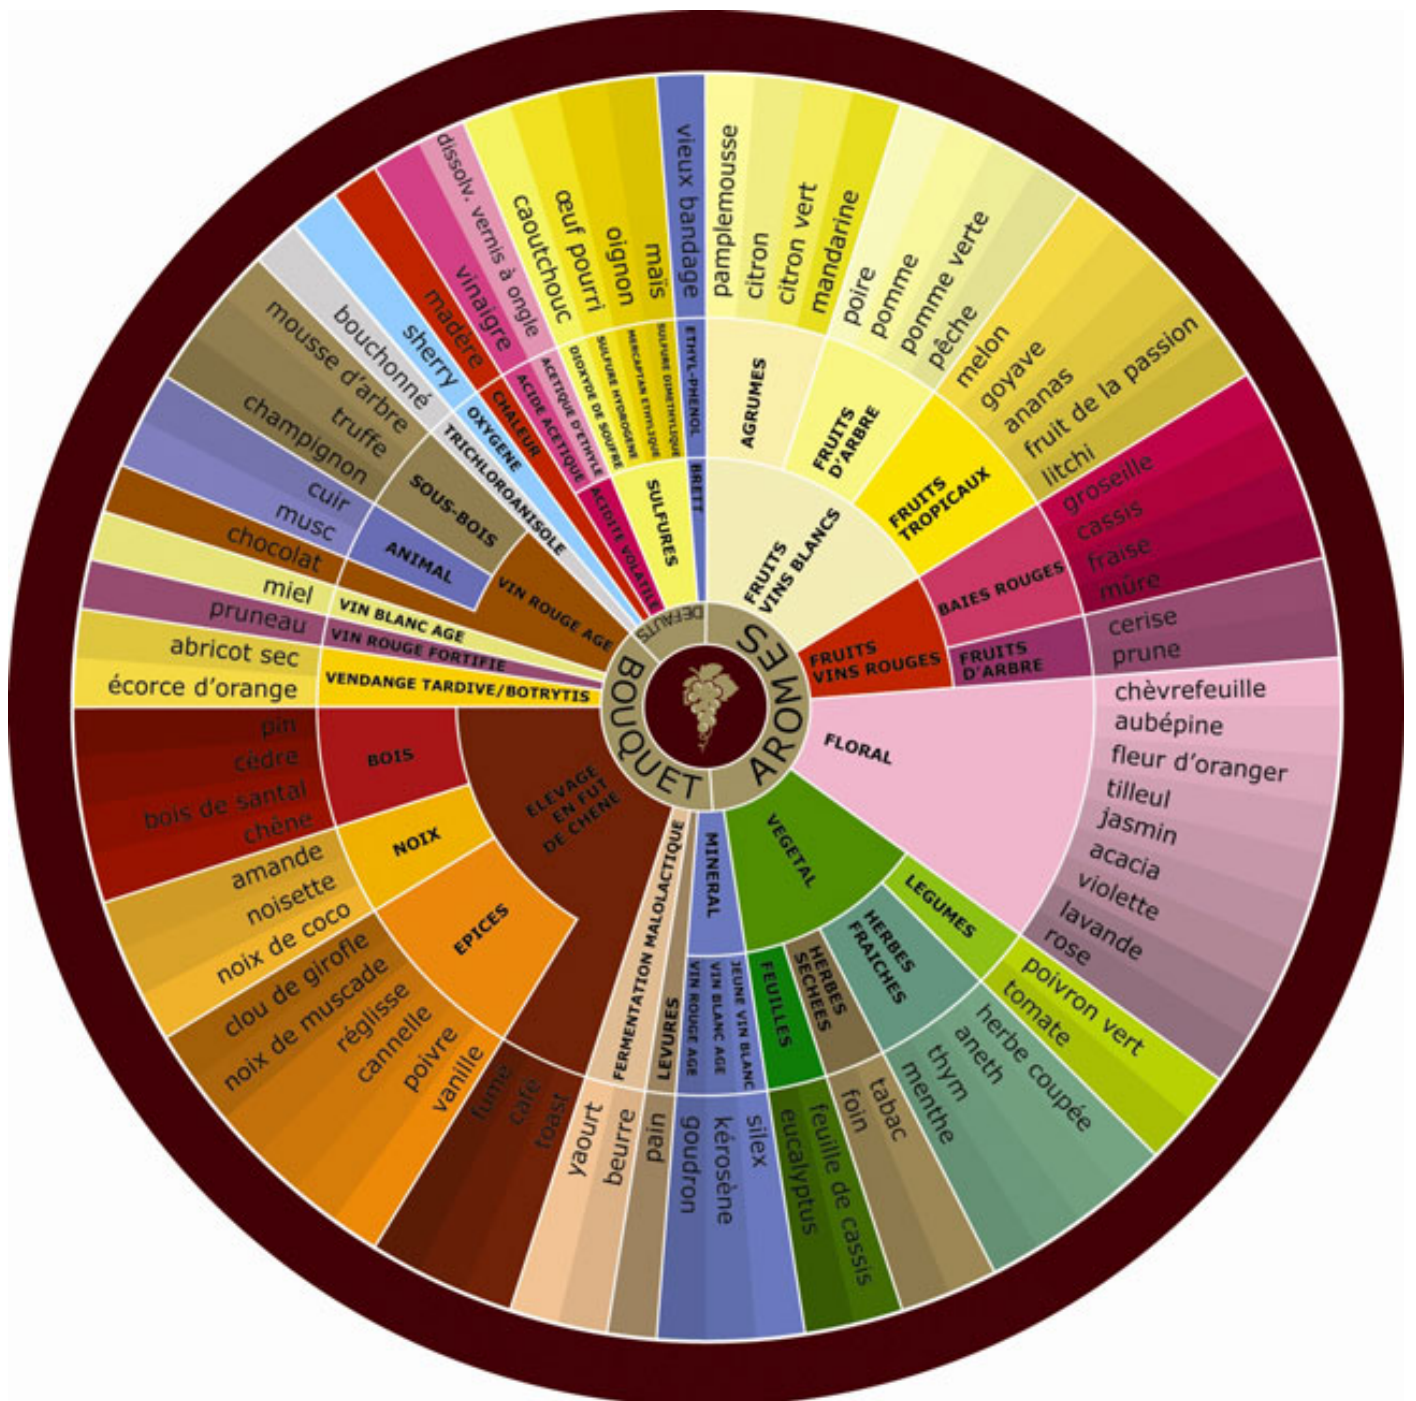 AROMES
FRUITS
VINS BLANCS
AGRUMES
pamplemousse
citron
citron vert
mandarine
FRUITS
D'ARBRE
poire
pomme
pomme verte
pêche
FRUITS
TROPICAUX
melon
goyave
ananas
fruit de la passion
litchi
FRUITS
VINS ROUGES
BAIES ROUGES
groseille
cassis
fraise
mûre
FRUITS
D'ARBRE
cerise
prune
FLORAL
chèvrefeuille
aubépine
fleur d'oranger
tilleul
jasmin
acacia
violette
lavande
rose
VEGETAL
LEGUMES
poivron vert
tomate
HERBES
FRAICHES
herbe coupée
aneth
thym
menthe
HERBES
SECHEES
tabac
foin
FEUILLES
feuille de cassis
eucalyptus
MINERAL
JEUNE VIN BLANC
silex
VIN BLANC AGE
kérosène
VIN ROUGE AGE
goudron
BOUQUET
LEVURES
pain
FERMENTATION MALOLACTIQUE
beurre
yaourt
ELEVAGE
EN FUT
DE CHENE
toast
café
fumé
EPICES
vanille
poivre
cannelle
réglisse
noix de muscade
clou de girofle
NOIX
noix de coco
noisette
amande
BOIS
chêne
bois de santal
cèdre
pin
VENDANGE TARDIVE/BOTRYTIS
écorce d'orange
abricot sec
VIN ROUGE FORTIFIE
pruneau
VIN BLANC AGE
miel
VIN ROUGE AGE
chocolat
ANIMAL
musc
cuir
SOUS-BOIS
champignon
truffe
mousse d'arbre
DEFAUTS
TRICHLOROANISOLE
bouchonné
OXYGENE
sherry
CHALEUR
madére
ACIDITE VOLATILE
ACIDE ACETIQUE
vinaigre
ACETIQUE D'ETHYLE
dissolv. vernis à ongle
SULFURES
DIOXYDE DE SOUFRE
caoutchouc
SULFURE HYDROGENE
œuf pourri
MERCAPTAN ETHYLIQUE
oignon
SULFURE DIMETHYLIQUE
maïs
BRETT
ETHYL-PHENOL
vieux bandage